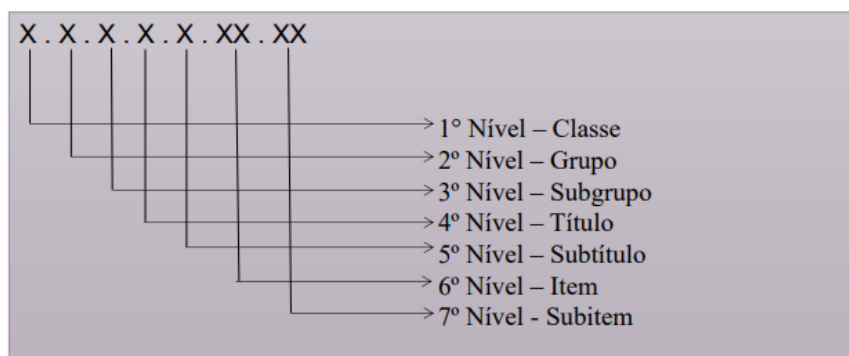 X . X . X . X . X . XX . XX
1° Nível – Classe
2º Nível – Grupo
3º Nível – Subgrupo
4º Nível – Título
5º Nível – Subtítulo
6º Nível – Item
7º Nível - Subitem